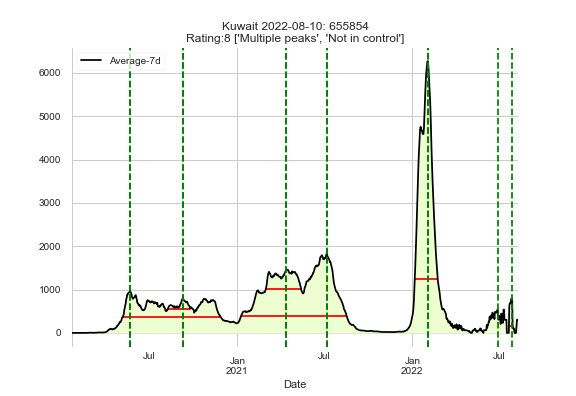 Kuwait 2022-08-10: 655854
Rating:8 ['Multiple peaks', 'Not in control']
Average-7d
6000
5000
4000
3000
2000
1000
0
Jul
Jan
2021
Jul
Jan
2022
Jul
Date